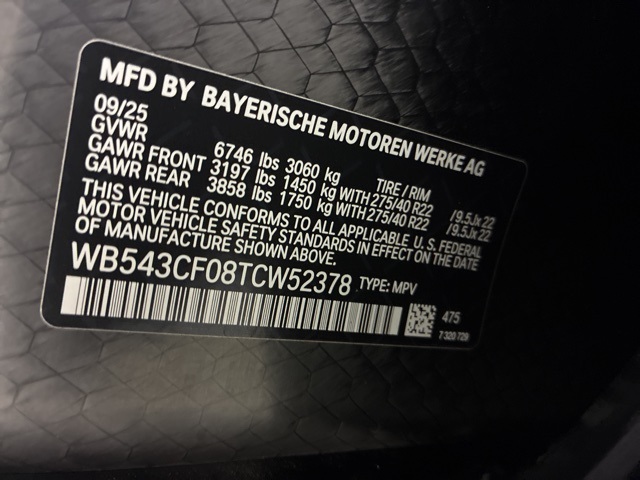 MFD BY BAYERISCHE MOTOREN WERKE AG
09/25
GVWR 6746 lbs 3060 kg TIRE / RIM
GAWR FRONT 3197 lbs 1450 kg WITH 275/40 R22 / 9.5Jx22
GAWR REAR 3858 lbs 1750 kg WITH 275/40 R22 / 9.5Jx22
THIS VEHICLE CONFORMS TO ALL APPLICABLE U. S. FEDERAL
MOTOR VEHICLE SAFETY STANDARDS IN EFFECT ON THE DATE
OF MANUFACTURE SHOWN ABOVE.
WB543CF08TCW52378 TYPE: MPV
475
7 320 729